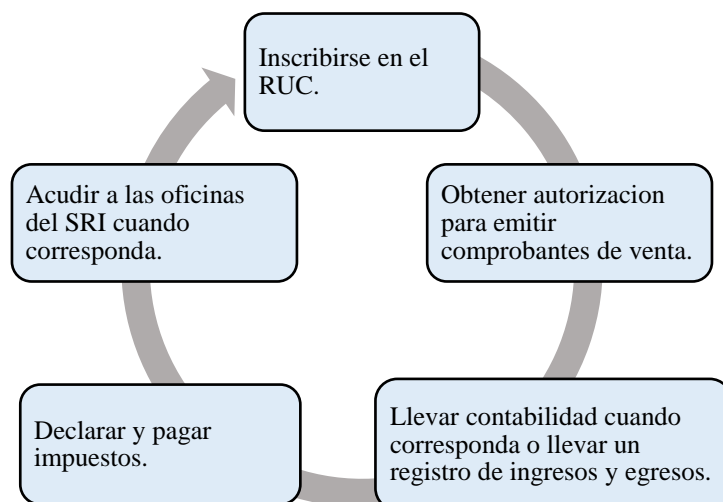 Inscribirse en el
RUC.
Obtener autorizacion
para emitir
comprobantes de venta.
Llevar contabilidad cuando
corresponda o llevar un
registro de ingresos y egresos.
Declarar y pagar
impuestos.
Acudir a las oficinas
del SRI cuando
corresponda.